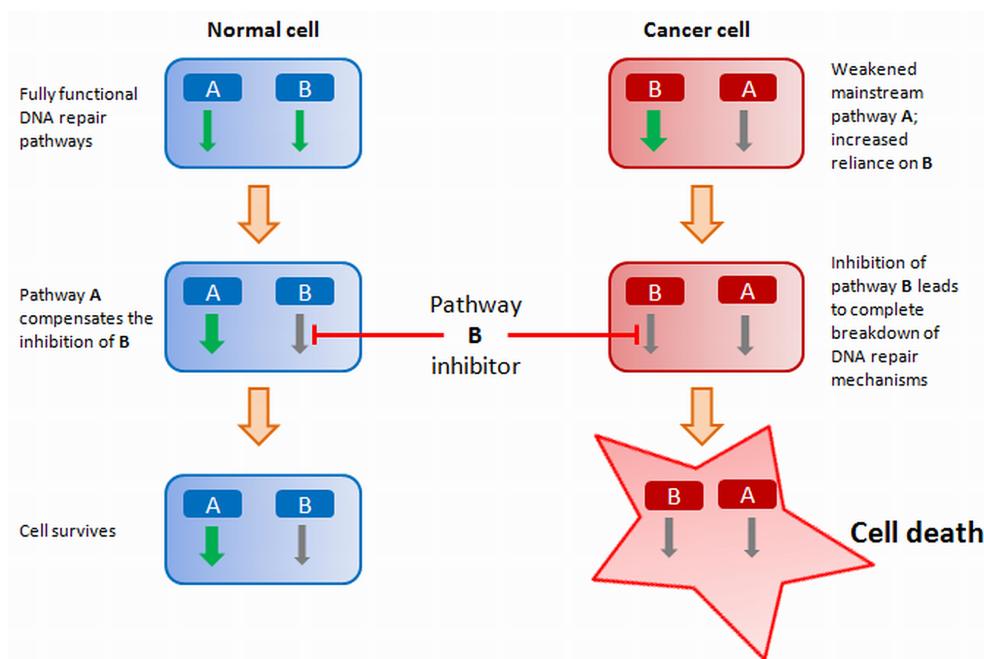 Normal cell
Cancer cell
Fully functional
DNA repair
pathways
A
B
B
A
Weakened
mainstream
pathway A;
increased
reliance on B
Pathway A
compensates the
inhibition of B
A
B
Pathway
B
inhibitor
B
A
Inhibition of
pathway B leads
to complete
breakdown of
DNA repair
mechanisms
Cell survives
A
B
B
A
Cell death